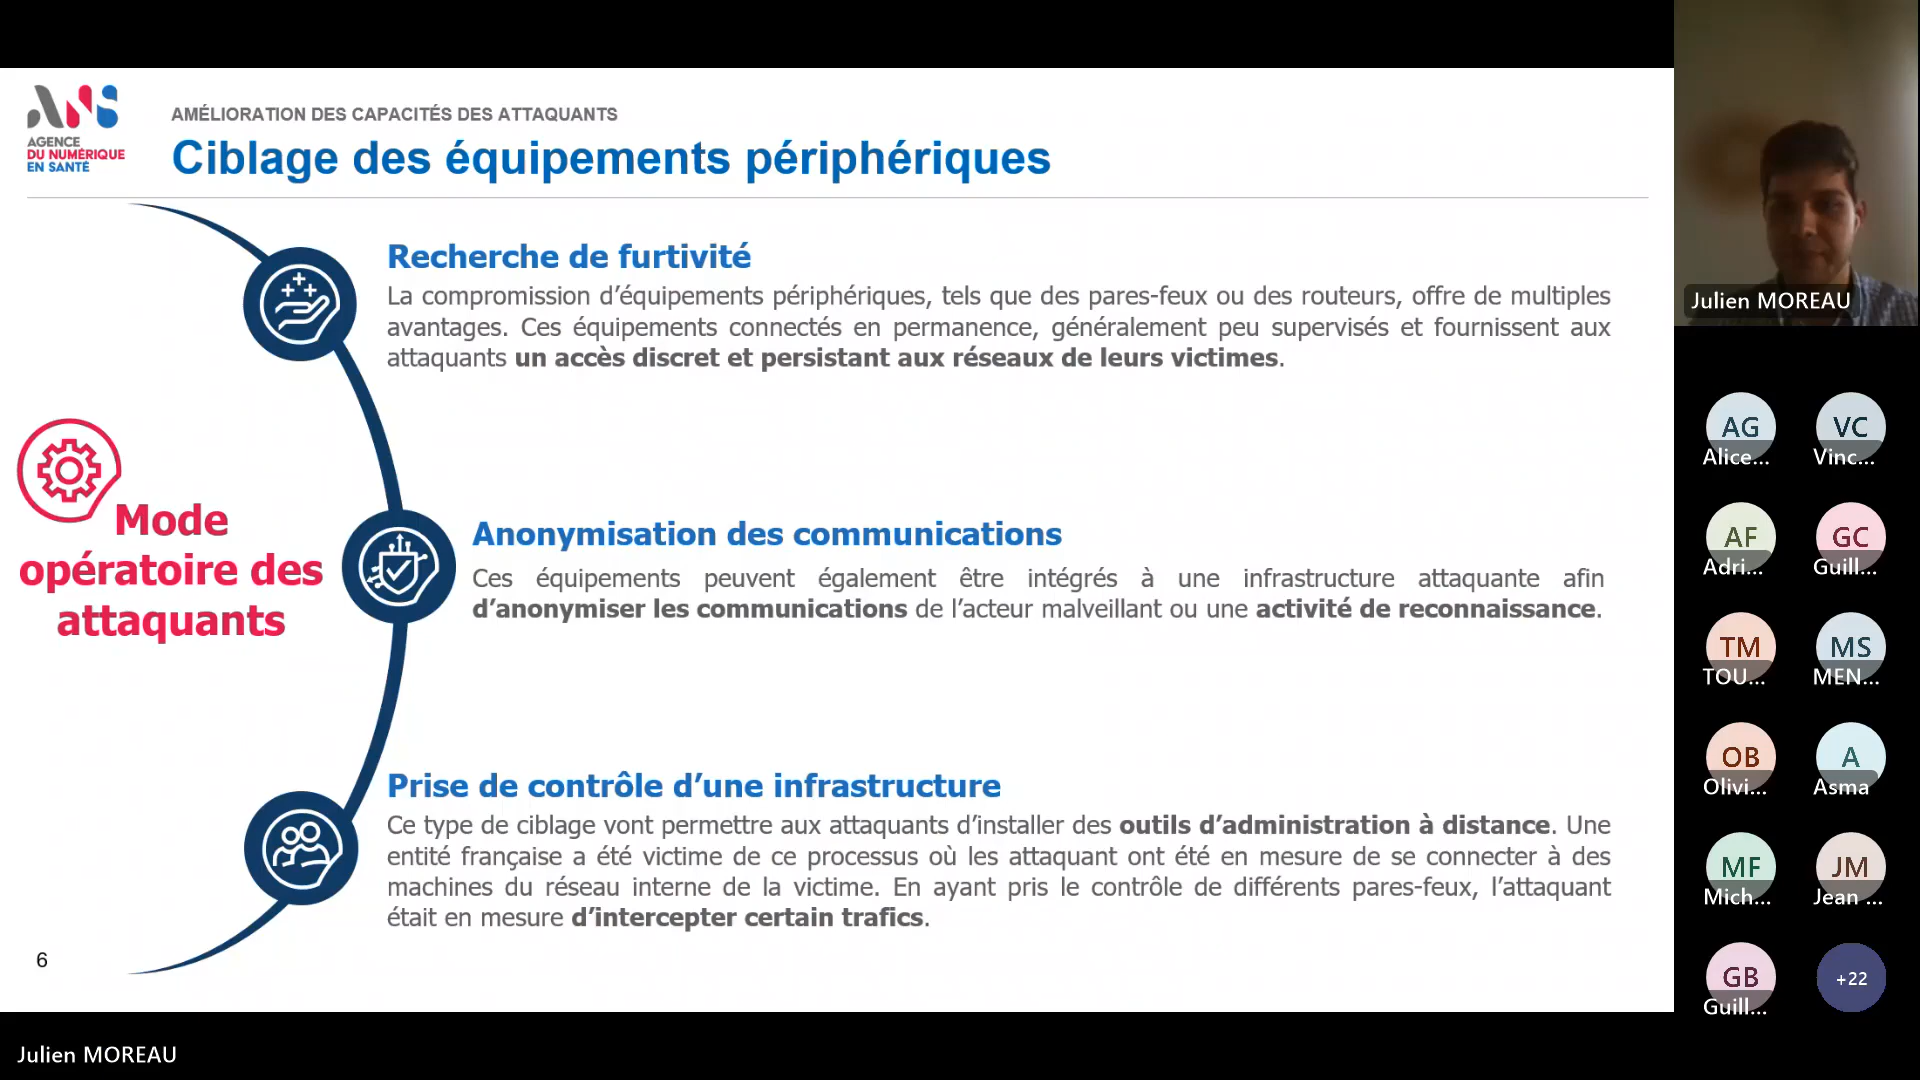 AGENCE
DU NUMÉRIQUE
EN SANTÉ
AMÉLIORATION DES CAPACITÉS DES ATTAQUANTS
Ciblage des équipements périphériques
Recherche de furtivité
La compromission d’équipements périphériques, tels que des pares-feux ou des routeurs, offre de multiples
avantages. Ces équipements connectés en permanence, généralement peu supervisés et fournissent aux
attaquants un accès discret et persistant aux réseaux de leurs victimes.
Mode
opératoire des
attaquants
Anonymisation des communications
Ces équipements peuvent également être intégrés à une infrastructure attaquante afin
d’anonymiser les communications de l’acteur malveillant ou une activité de reconnaissance.
Prise de contrôle d’une infrastructure
Ce type de ciblage vont permettre aux attaquants d’installer des outils d’administration à distance. Une
entité française a été victime de ce processus où les attaquant ont été en mesure de se connecter à des
machines du réseau interne de la victime. En ayant pris le contrôle de différents pares-feux, l’attaquant
était en mesure d’intercepter certain trafics.
6
Julien MOREAU
Julien MOREAU
AG
Alice...
VC
Vinc...
AF
Adri...
GC
Guill...
TM
TOU...
MS
MEN...
OB
Olivi...
A
Asma
MF
Mich...
JM
Jean ...
GB
Guill...
+22